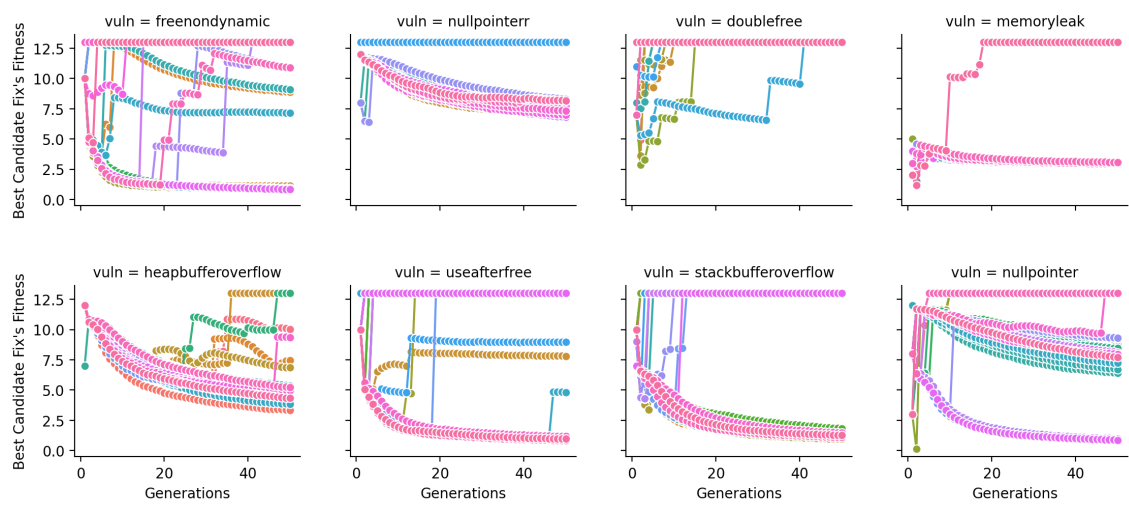 vuln = freenondynamic
vuln = nullpointerr
vuln = doublefree
vuln = memoryleak
Best Candidate Fix's Fitness
12.5
10.0
7.5
5.0
2.5
0.0
vuln = heapbufferoverflow
vuln = useafterfree
vuln = stackbufferoverflow
vuln = nullpointer
Best Candidate Fix's Fitness
12.5
10.0
7.5
5.0
2.5
0.0
0 20 40
0 20 40
0 20 40
0 20 40
Generations
Generations
Generations
Generations